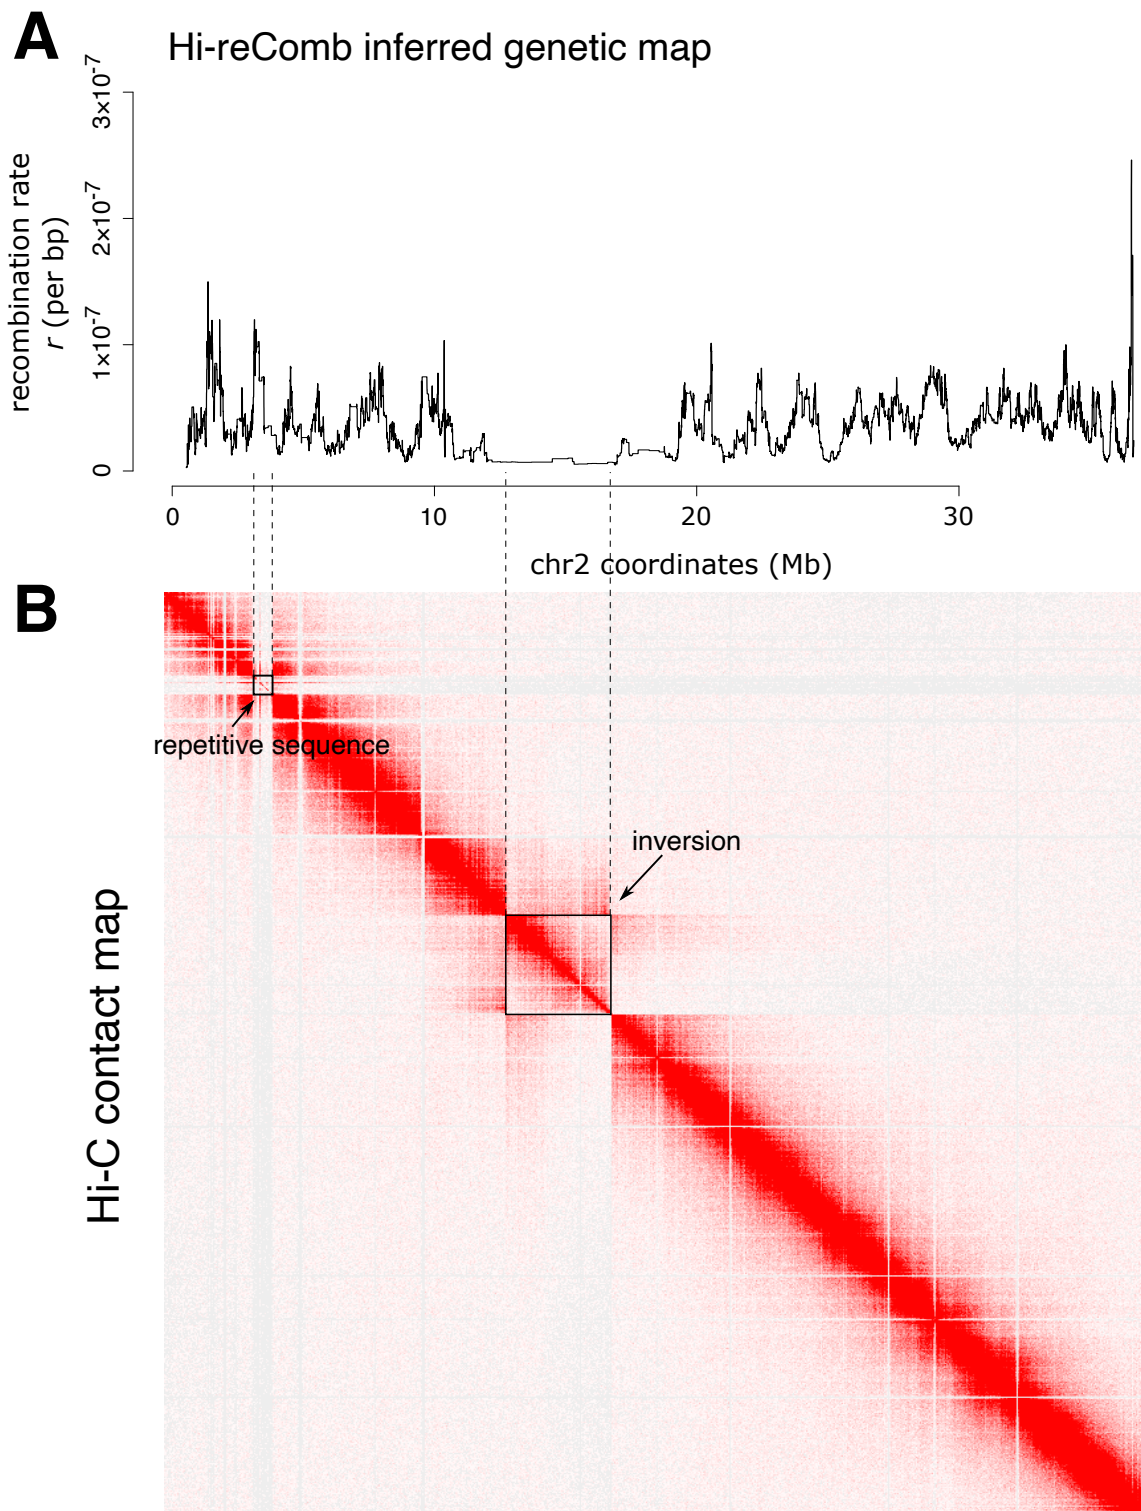 A
Hi-reComb inferred genetic map
recombination rate
r (per bp)
3×10-7
2×10-7
1×10-7
0
0 10 20 30
chr2 coordinates (Mb)
B
Hi-C contact map
repetitive sequence
inversion